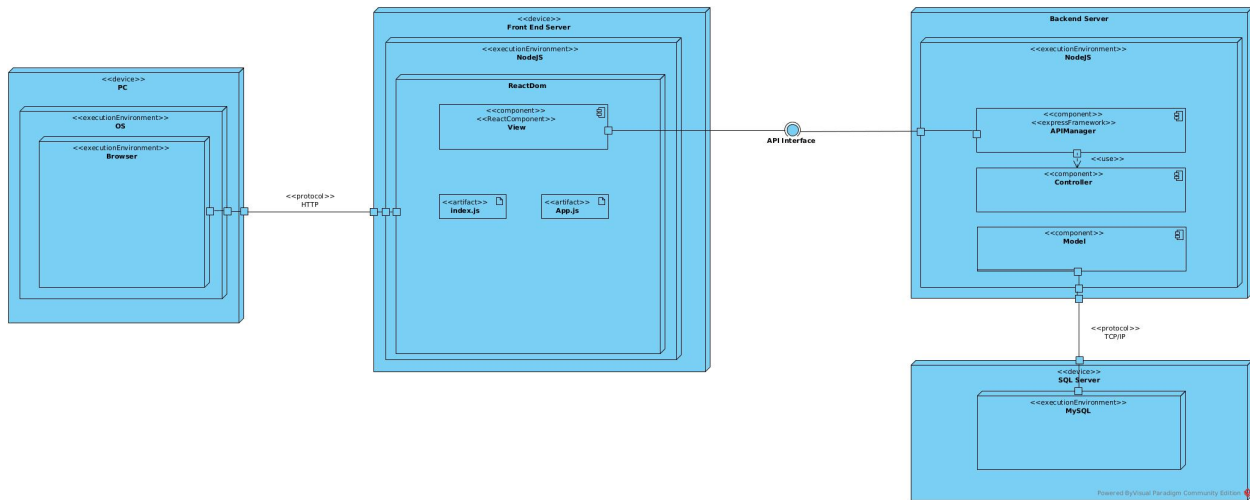 <<device>>
PC
<<executionEnvironment>>
OS
<<executionEnvironment>>
Browser
<<protocol>>
HTTP
<<device>>
Front End Server
<<executionEnvironment>>
NodeJS
ReactDom
<<component>>
<<ReactComponent>>
View
<<artifact>>
index.js
<<artifact>>
App.js
API Interface
Backend Server
<<executionEnvironment>>
NodeJS
<<component>>
<<expressFramework>>
APIManager
<<use>>
<<component>>
Controller
<<component>>
Model
<<protocol>>
TCP/IP
<<device>>
SQL Server
<<executionEnvironment>>
MySQL
Powered ByVisual Paradigm Community Edition